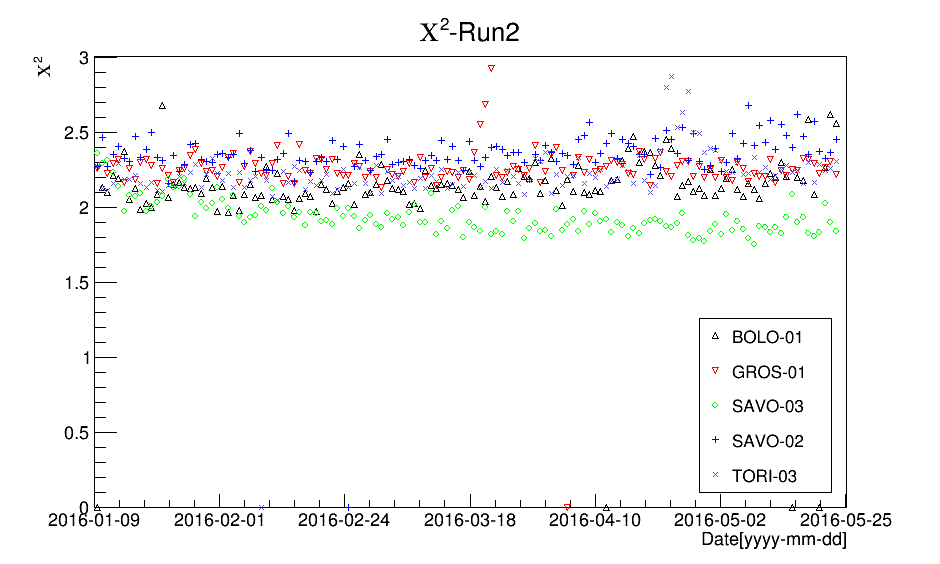 X²-Run2
X²
3
2.5
2
1.5
1
0.5
0
2016-01-09 2016-02-01 2016-02-24 2016-03-18 2016-04-10 2016-05-02 2016-05-25
Date[yyyy-mm-dd]
BOLO-01
GROS-01
SAVO-03
SAVO-02
TORI-03